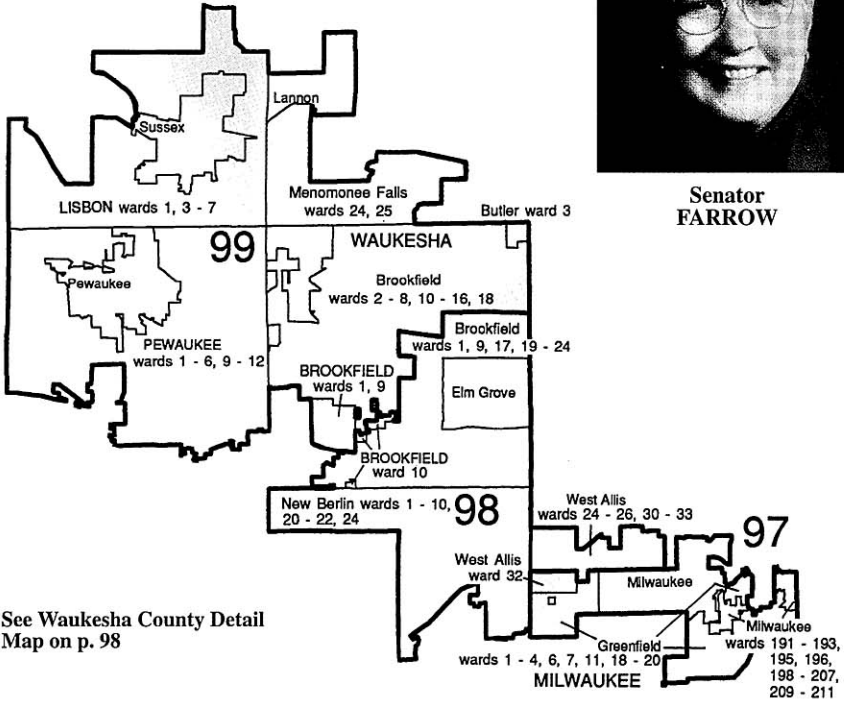 Lannon
Sussex
Senator
FARROW
LISBON wards 1, 3 - 7
Menomonee Falls
wards 24, 25
Butler ward 3
99
WAUKESHA
Pewaukee
Brookfield
wards 2 - 8, 10 - 16, 18
PEWAUKEE
wards 1 - 6, 9 - 12
Brookfield
wards 1, 9, 17, 19 - 24
BROOKFIELD
wards 1, 9
Elm Grove
BROOKFIELD
ward 10
New Berlin wards 1 - 10,
20 - 22, 24
98
West Allis
wards 24 - 26, 30 - 33
97
West Allis
ward 32
Milwaukee
See Waukesha County Detail
Map on p. 98
Greenfield
wards 1 - 4, 6, 7, 11, 18 - 20
MILWAUKEE
Milwaukee
wards 191 - 193,
195, 196,
198 - 207,
209 - 211